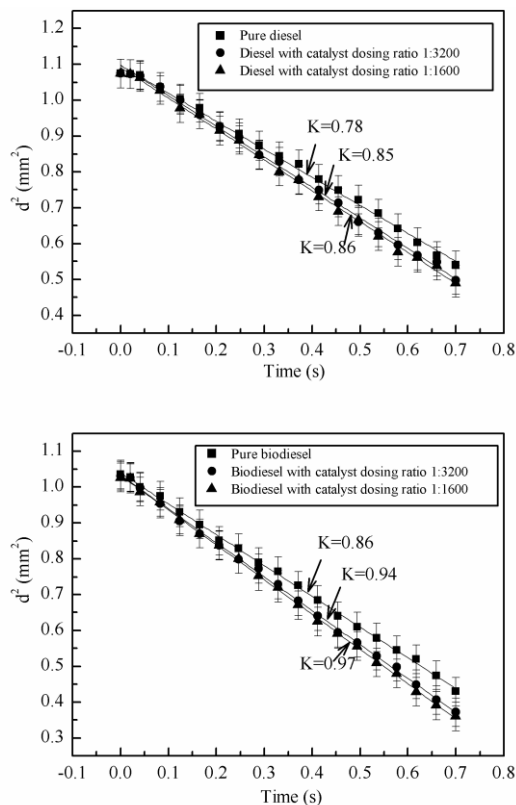 Pure diesel
Diesel with catalyst dosing ratio 1:3200
Diesel with catalyst dosing ratio 1:1600
K=0.78
K=0.85
K=0.86
d² (mm²)
1.2
1.1
1.0
0.9
0.8
0.7
0.6
0.5
0.4
-0.1 0.0 0.1 0.2 0.3 0.4 0.5 0.6 0.7 0.8
Time (s)
Pure biodiesel
Biodiesel with catalyst dosing ratio 1:3200
Biodiesel with catalyst dosing ratio 1:1600
K=0.86
K=0.94
K=0.97
d² (mm²)
1.1
1.0
0.9
0.8
0.7
0.6
0.5
0.4
0.3
-0.1 0.0 0.1 0.2 0.3 0.4 0.5 0.6 0.7 0.8
Time (s)